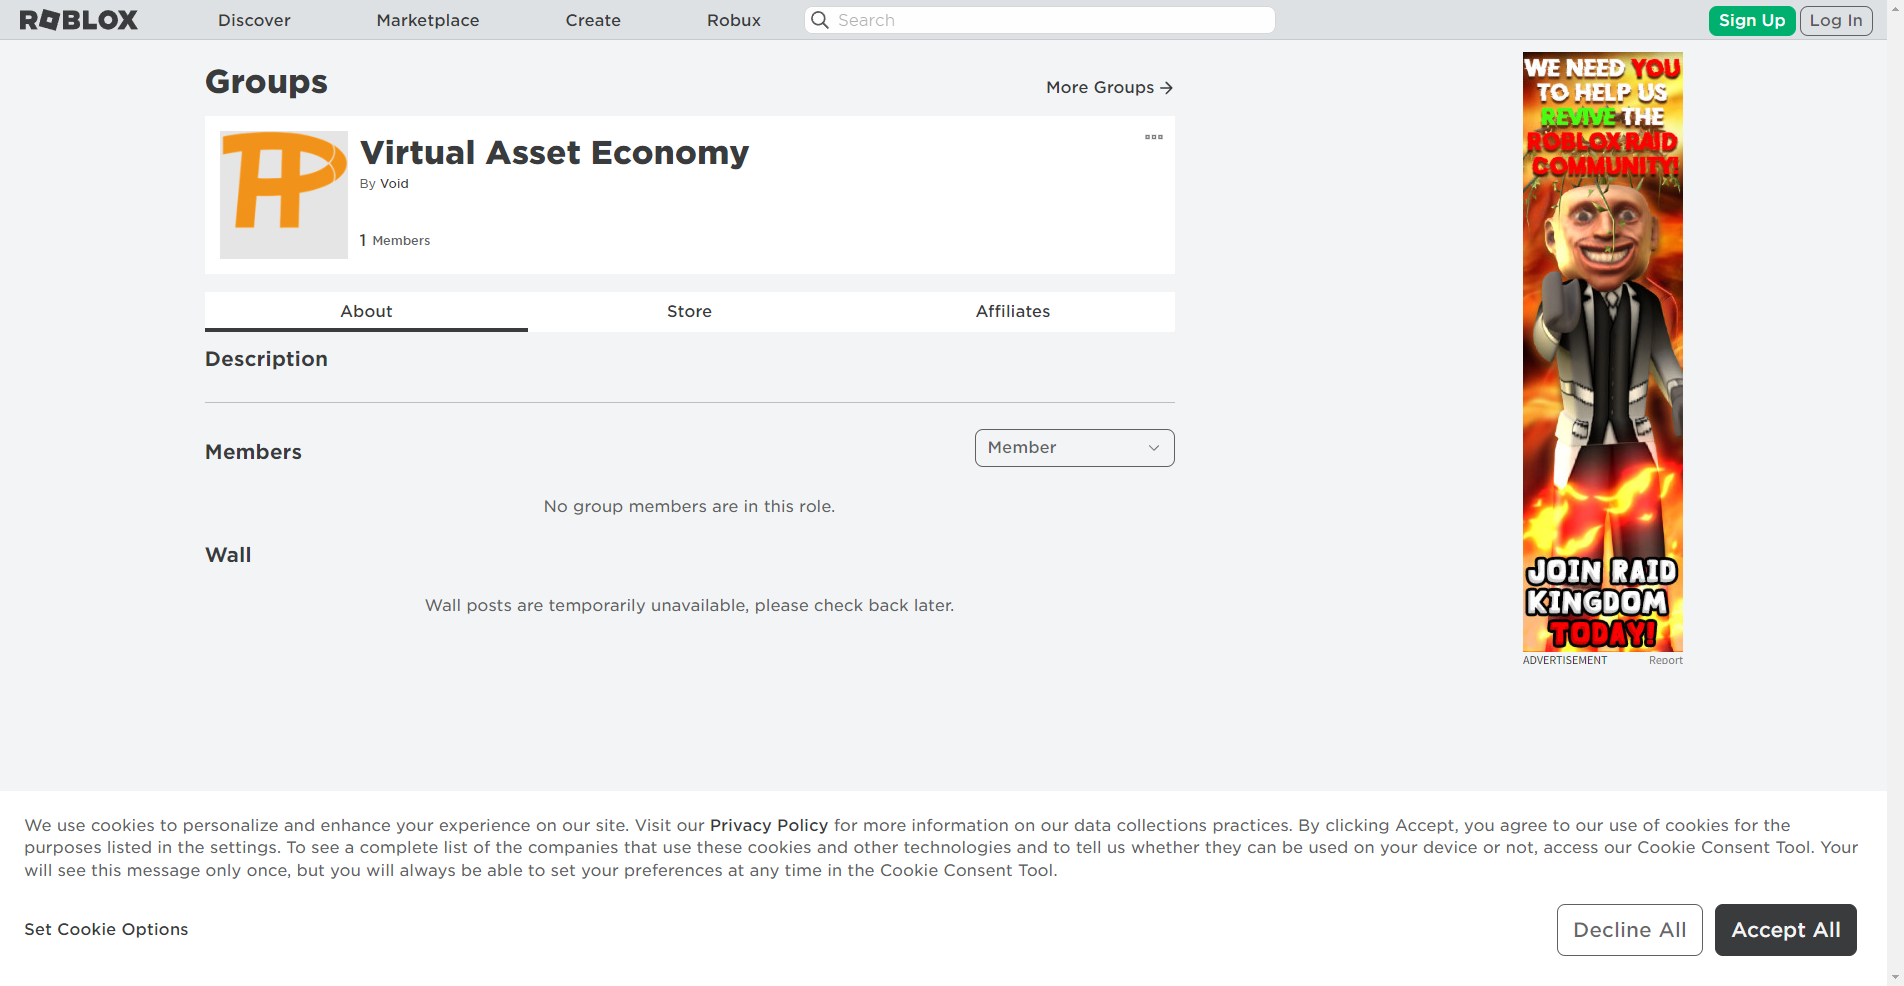 ROBLOX
Discover
Marketplace
Create
Robux
Search
Sign Up
Log In
Groups
More Groups
Virtual Asset Economy
By Void
1 Members
About
Store
Affiliates
Description
Members
Member
No group members are in this role.
Wall
Wall posts are temporarily unavailable, please check back later.
WE NEED YOU
TO HELP US
REVIVE THE
ROBLOX RAID
COMMUNITY!
JOIN RAID
KINGDOM
TODAY!
ADVERTISEMENT
Report
We use cookies to personalize and enhance your experience on our site. Visit our Privacy Policy for more information on our data collections practices. By clicking Accept, you agree to our use of cookies for the
purposes listed in the settings. To see a complete list of the companies that use these cookies and other technologies and to tell us whether they can be used on your device or not, access our Cookie Consent Tool. Your
will see this message only once, but you will always be able to set your preferences at any time in the Cookie Consent Tool.
Set Cookie Options
Decline All
Accept All